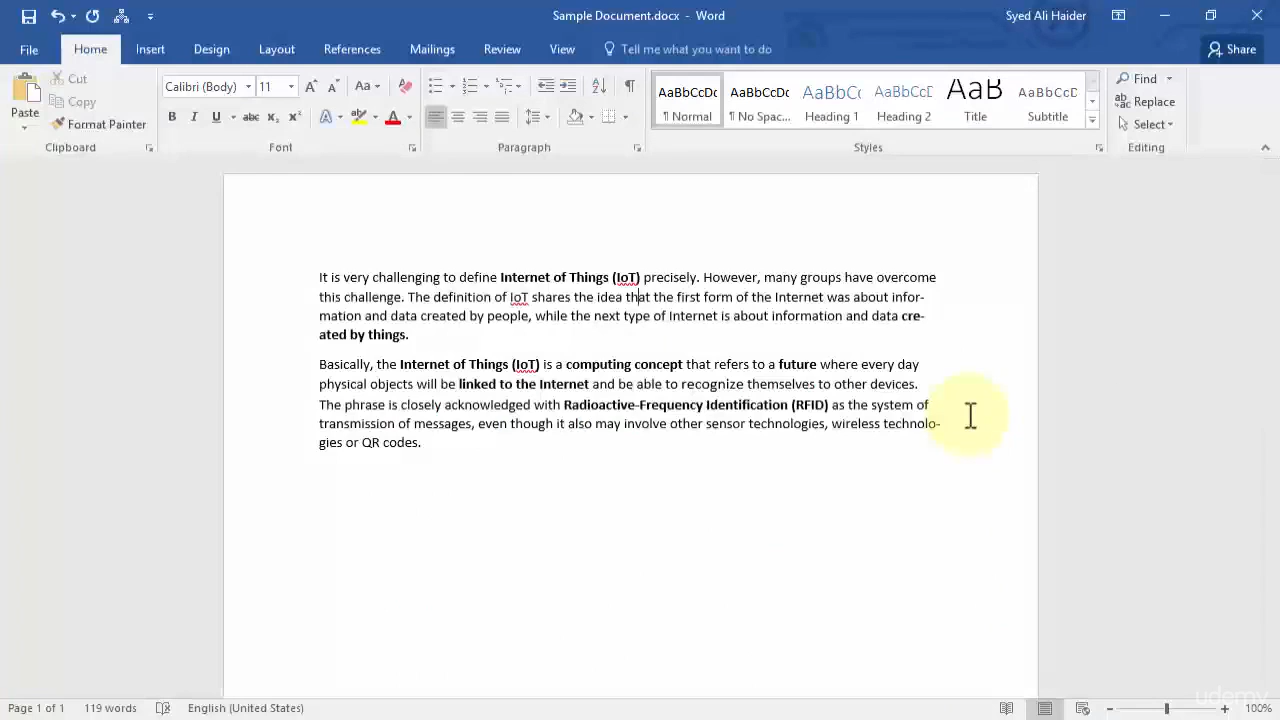 Sample Document.docx - Word
Syed Ali Haider
File Home Insert Design Layout References Mailings Review View Tell me what you want to do Share
Paste
Cut
Copy
Format Painter
Clipboard
Calibri (Body) 11
Font
Paragraph
AaBbCcDc AaBbCcDc AaBbC AaBbCcD AaB AaBbCcD
¶ Normal ¶ No Spac... Heading 1 Heading 2 Title Subtitle
Styles
Find
Replace
Select
Editing
It is very challenging to define Internet of Things (IoT) precisely. However, many groups have overcome
this challenge. The definition of IoT shares the idea that the first form of the Internet was about infor-
mation and data created by people, while the next type of Internet is about information and data cre-
ated by things.
Basically, the Internet of Things (IoT) is a computing concept that refers to a future where every day
physical objects will be linked to the Internet and be able to recognize themselves to other devices.
The phrase is closely acknowledged with Radioactive-Frequency Identification (RFID) as the system of
transmission of messages, even though it also may involve other sensor technologies, wireless technolo-
gies or QR codes.
udemy
Page 1 of 1 119 words English (United States) 100%